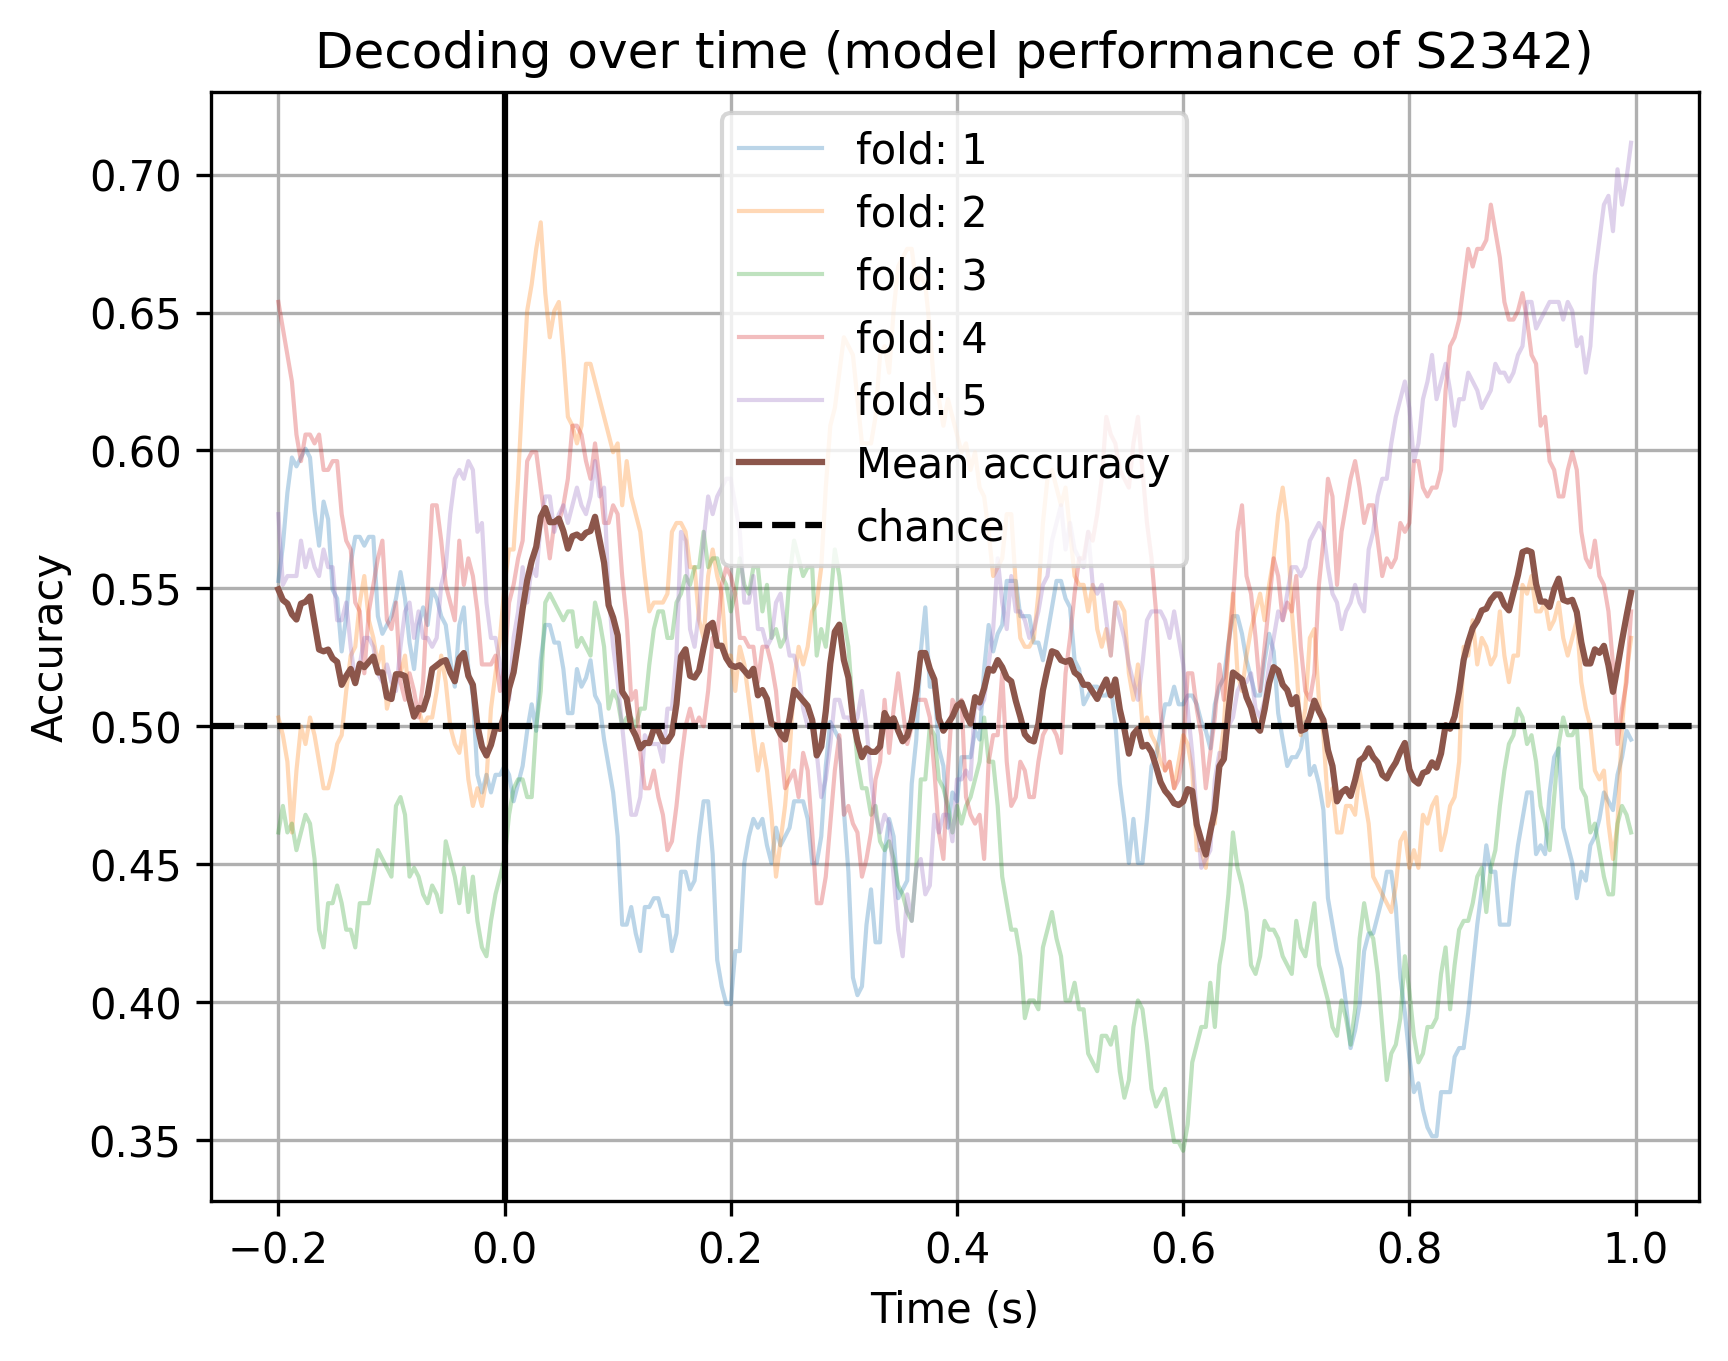 Decoding over time (model performance of S2342)
fold: 1
fold: 2
fold: 3
fold: 4
fold: 5
Mean accuracy
chance
0.70
0.65
0.60
0.55
0.50
0.45
0.40
0.35
Accuracy
−0.2 0.0 0.2 0.4 0.6 0.8 1.0
Time (s)